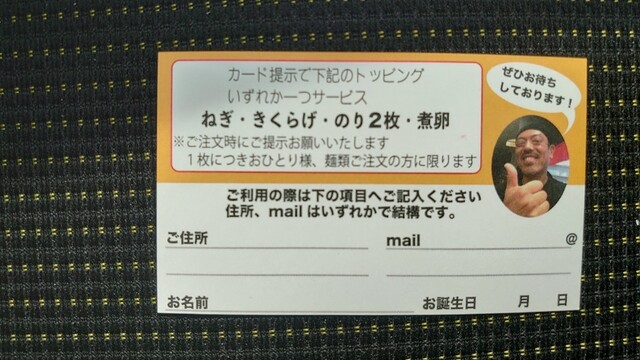 カード提示で下記のトッピング
いずれか一つサービス
ねぎ・きくらげ・のり2枚・煮卵
※ご注文時にご提示お願いいたします
1枚につきおひとり様、麺類ご注文の方に限ります
ぜひお待ち
しております!
ご利用の際は下の項目へご記入ください
住所、mailはいずれかで結構です。
ご住所
mail @
お名前
お誕生日 月 日